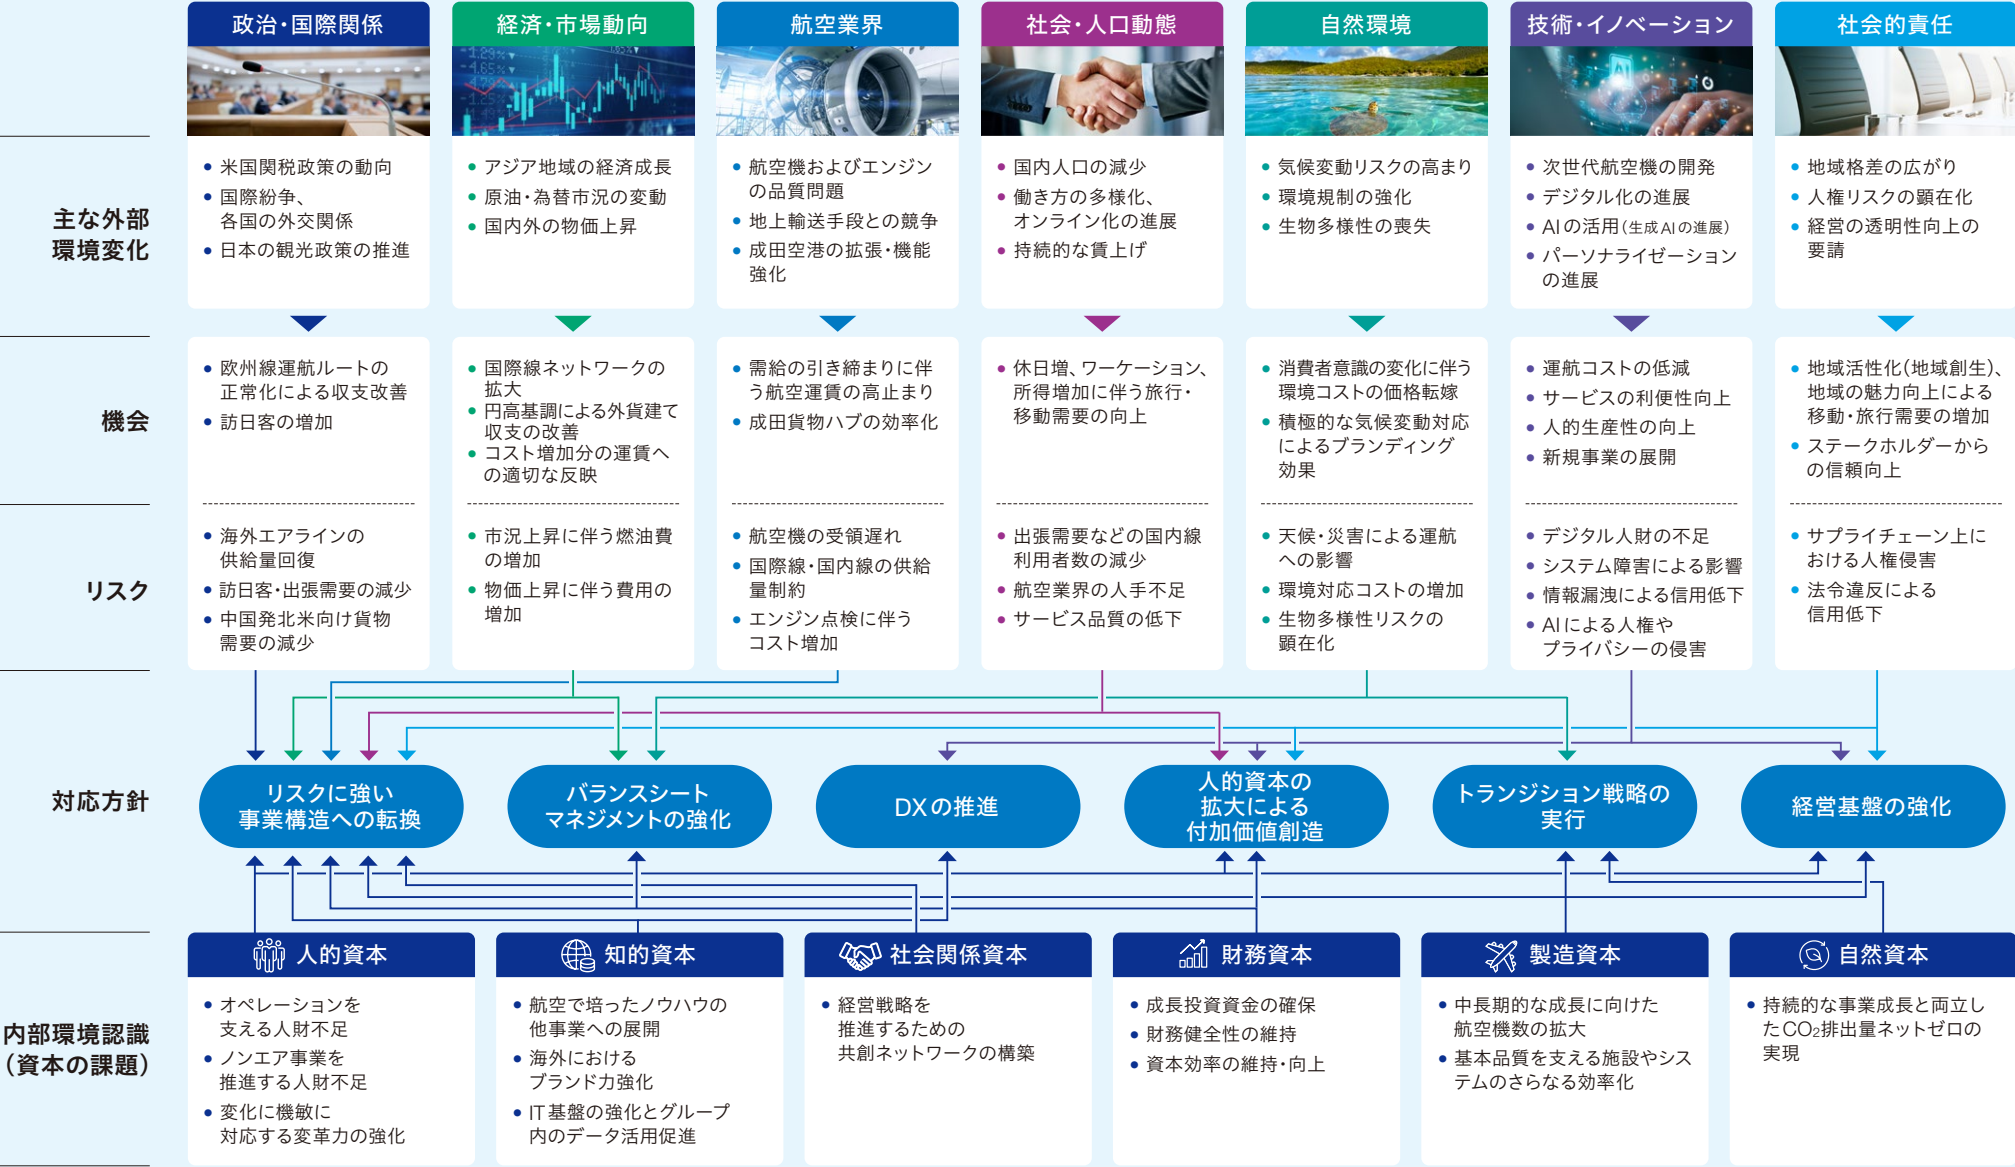 政治・国際関係
経済・市場動向
航空業界
社会・人口動態
自然環境
技術・イノベーション
社会的責任
主な外部
環境変化
• 米国関税政策の動向
• 国際紛争、
各国の外交関係
• 日本の観光政策の推進
• アジア地域の経済成長
• 原油・為替市況の変動
• 国内外の物価上昇
• 航空機およびエンジン
の品質問題
• 地上輸送手段との競争
• 成田空港の拡張・機能
強化
• 国内人口の減少
• 働き方の多様化、
オンライン化の進展
• 持続的な賃上げ
• 気候変動リスクの高まり
• 環境規制の強化
• 生物多様性の喪失
• 次世代航空機の開発
• デジタル化の進展
• AIの活用(生成AIの進展)
• パーソナライゼーション
の進展
• 地域格差の広がり
• 人権リスクの顕在化
• 経営の透明性向上の
要請
機会
• 欧州線運航ルートの
正常化による収支改善
• 訪日客の増加
• 国際線ネットワークの
拡大
• 円高基調による外貨建て
収支の改善
• コスト増加分の運賃へ
の適切な反映
• 需給の引き締まりに伴
う航空運賃の高止まり
• 成田貨物ハブの効率化
• 休日増、ワーケーション、
所得増加に伴う旅行・
移動需要の向上
• 消費者意識の変化に伴う
環境コストの価格転嫁
• 積極的な気候変動対応
によるブランディング
効果
• 運航コストの低減
• サービスの利便性向上
• 人的生産性の向上
• 新規事業の展開
• 地域活性化(地域創生)、
地域の魅力向上による
移動・旅行需要の増加
• ステークホルダーから
の信頼向上
リスク
• 海外エアラインの
供給量回復
• 訪日客・出張需要の減少
• 中国発北米向け貨物
需要の減少
• 市況上昇に伴う燃油費
の増加
• 物価上昇に伴う費用の
増加
• 航空機の受領遅れ
• 国際線・国内線の供給
量制約
• エンジン点検に伴う
コスト増加
• 出張需要などの国内線
利用者数の減少
• 航空業界の人手不足
• サービス品質の低下
• 天候・災害による運航
への影響
• 環境対応コストの増加
• 生物多様性リスクの
顕在化
• デジタル人財の不足
• システム障害による影響
• 情報漏洩による信用低下
• AIによる人権や
プライバシーの侵害
• サプライチェーン上に
おける人権侵害
• 法令違反による
信用低下
対応方針
リスクに強い
事業構造への転換
バランスシート
マネジメントの強化
DXの推進
人的資本の
拡大による
付加価値創造
トランジション戦略の
実行
経営基盤の強化
内部環境認識
(資本の課題)
人的資本
• オペレーションを
支える人財不足
• ノンエア事業を
推進する人財不足
• 変化に機敏に
対応する変革力の強化
知的資本
• 航空で培ったノウハウの
他事業への展開
• 海外における
ブランド力強化
• IT基盤の強化とグループ
内のデータ活用促進
社会関係資本
• 経営戦略を
推進するための
共創ネットワークの構築
財務資本
• 成長投資資金の確保
• 財務健全性の維持
• 資本効率の維持・向上
製造資本
• 中長期的な成長に向けた
航空機数の拡大
• 基本品質を支える施設やシス
テムのさらなる効率化
自然資本
• 持続的な事業成長と両立し
たCO₂排出量ネットゼロの
実現